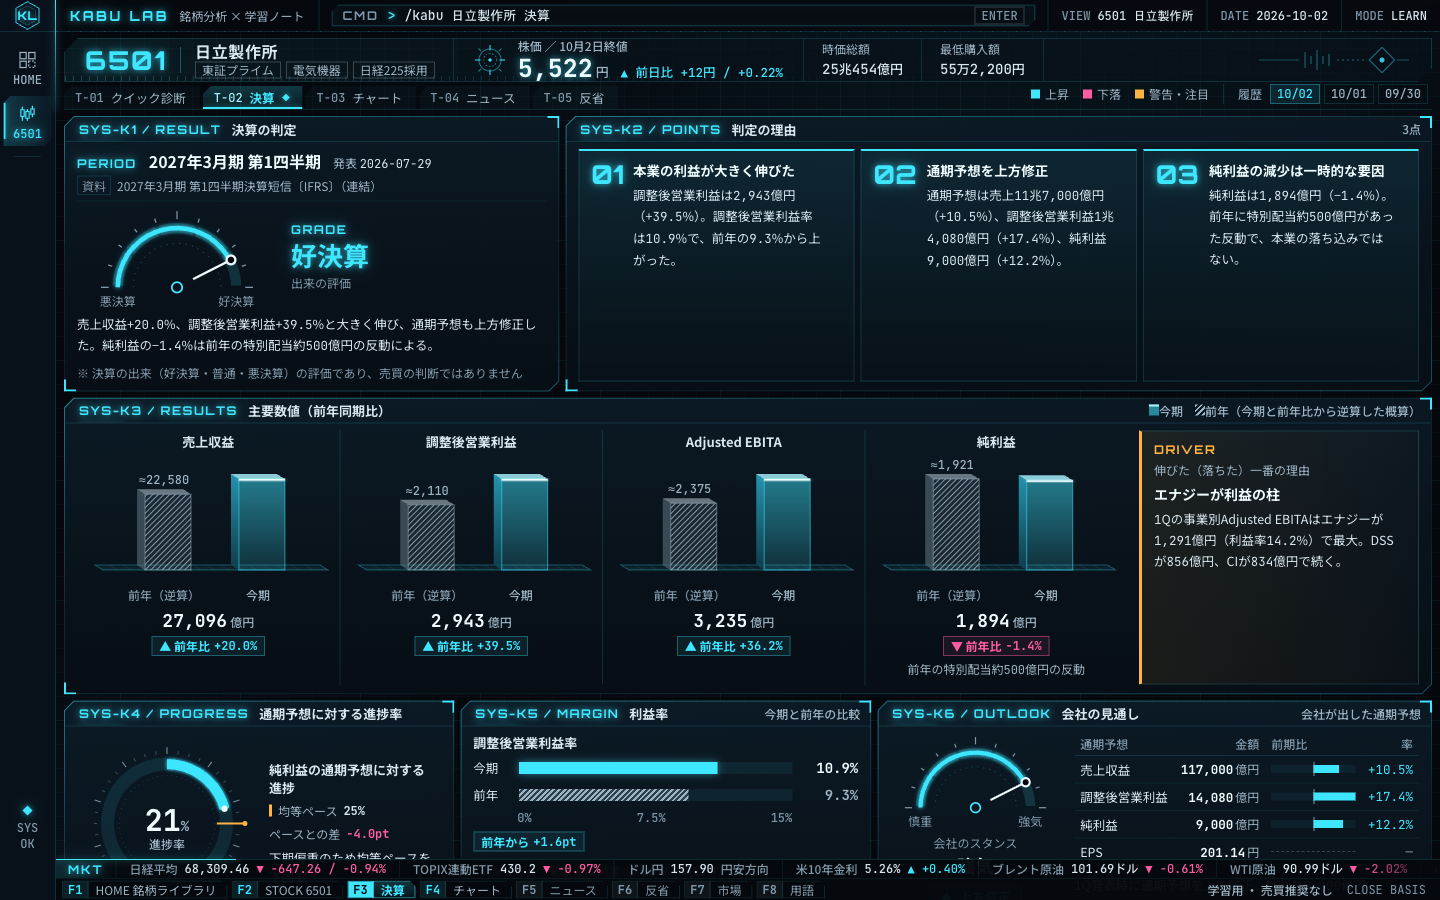 KL KABU LAB 銘柄分析 × 学習ノート CMD > /kabu 日立製作所 決算 ENTER VIEW 6501 日立製作所 DATE 2026-10-02 MODE LEARN
HOME
6501
SYS
OK
6501 日立製作所
東証プライム 電気機器 日経225採用
株価 ／ 10月2日終値
5,522円 ▲ 前日比 +12円 / +0.22%
時価総額
25兆454億円
最低購入額
55万2,200円
T-01 クイック診断 T-02 決算 ◆ T-03 チャート T-04 ニュース T-05 反省
上昇 下落 警告・注目 履歴 10/02 10/01 09/30
SYS-K1 / RESULT 決算の判定
PERIOD 2027年3月期 第1四半期 発表 2026-07-29
資料 2027年3月期 第1四半期決算短信〔IFRS〕（連結）
悪決算 好決算
GRADE
好決算
出来の評価
売上収益+20.0%、調整後営業利益+39.5%と大きく伸び、通期予想も上方修正し
た。純利益の−1.4%は前年の特別配当約500億円の反動による。
※ 決算の出来（好決算・普通・悪決算）の評価であり、売買の判断ではありません
SYS-K2 / POINTS 判定の理由 3点
01 本業の利益が大きく伸びた
調整後営業利益は2,943億円
（+39.5%）。調整後営業利益率
は10.9%で、前年の9.3%から上
がった。
02 通期予想を上方修正
通期予想は売上11兆7,000億円
（+10.5%）、調整後営業利益1兆
4,080億円（+17.4%）、純利益
9,000億円（+12.2%）。
03 純利益の減少は一時的な要因
純利益は1,894億円（−1.4%）。
前年に特別配当約500億円があっ
た反動で、本業の落ち込みでは
ない。
SYS-K3 / RESULTS 主要数値（前年同期比） 今期 前年（今期と前年比から逆算した概算）
売上収益
≈22,580
前年（逆算） 今期
27,096 億円
▲ 前年比 +20.0%
調整後営業利益
≈2,110
前年（逆算） 今期
2,943 億円
▲ 前年比 +39.5%
Adjusted EBITA
≈2,375
前年（逆算） 今期
3,235 億円
▲ 前年比 +36.2%
純利益
≈1,921
前年（逆算） 今期
1,894 億円
▼ 前年比 -1.4%
前年の特別配当約500億円の反動
DRIVER
伸びた（落ちた）一番の理由
エナジーが利益の柱
1Qの事業別Adjusted EBITAはエナジーが
1,291億円（利益率14.2%）で最大。DSS
が856億円、CIが834億円で続く。
SYS-K4 / PROGRESS 通期予想に対する進捗率
21%
進捗率
純利益の通期予想に対する
進捗
均等ペース 25%
ペースとの差 -4.0pt
下期偏重のため均等ペースを
SYS-K5 / MARGIN 利益率 今期と前年の比較
調整後営業利益率
今期 10.9%
前年 9.3%
0% 7.5% 15%
前年から +1.6pt
SYS-K6 / OUTLOOK 会社の見通し 会社が出した通期予想
慎重 強気
会社のスタンス
通期予想 金額 前期比 率
売上収益 117,000億円 +10.5%
調整後営業利益 14,080億円 +17.4%
純利益 9,000億円 +12.2%
EPS 201.14円 —
MKT 日経平均 68,309.46 ▼ -647.26 / -0.94% TOPIX連動ETF 430.2 ▼ -0.97% ドル円 157.90 円安方向 米10年金利 5.26% ▲ +0.40% ブレント原油 101.69ドル ▼ -0.61% WTI原油 90.99ドル ▼ -2.02%
F1 HOME 銘柄ライブラリ F2 STOCK 6501 F3 決算 F4 チャート F5 ニュース F6 反省 F7 市場 F8 用語 学習用 ・ 売買推奨なし CLOSE BASIS